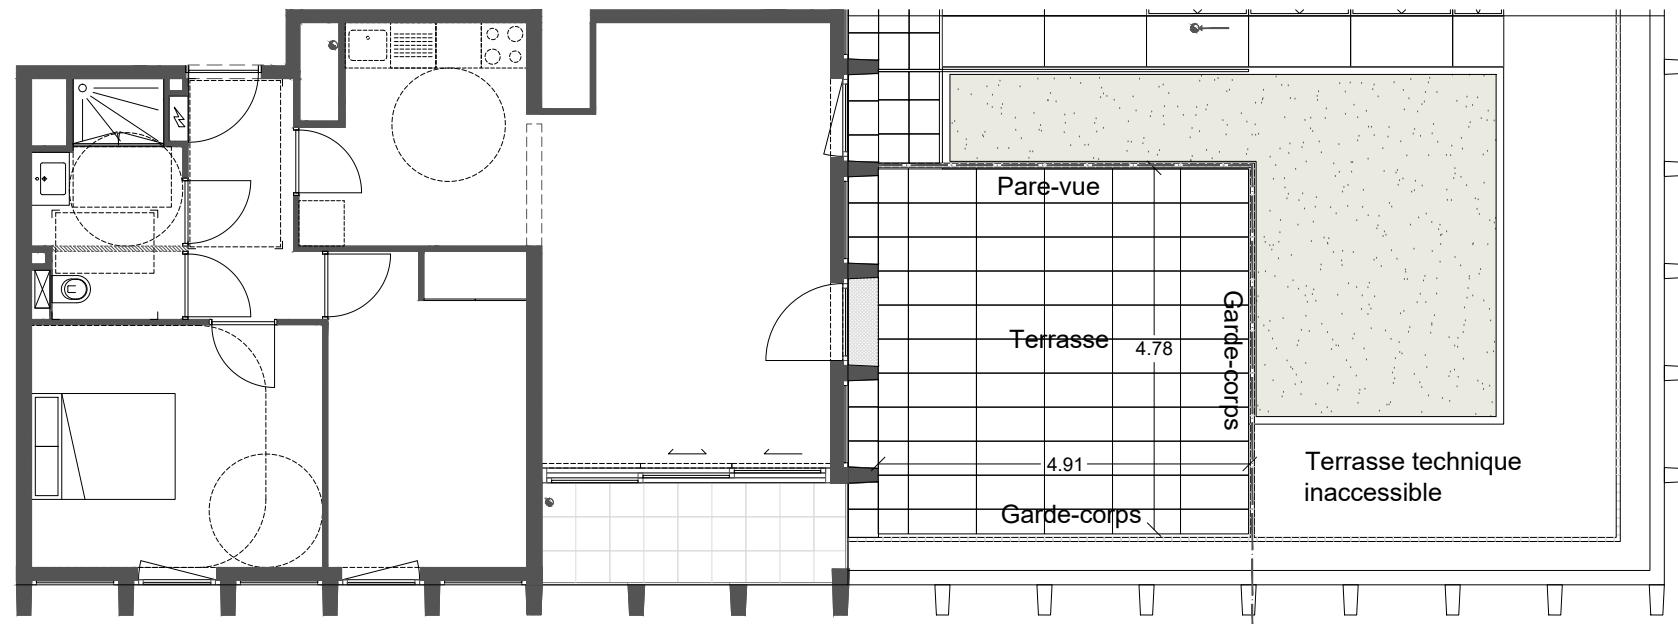 Pare-vue
Terrasse
4.78
Garde-corps
4.91
Terrasse technique
inaccessible
Garde-corps